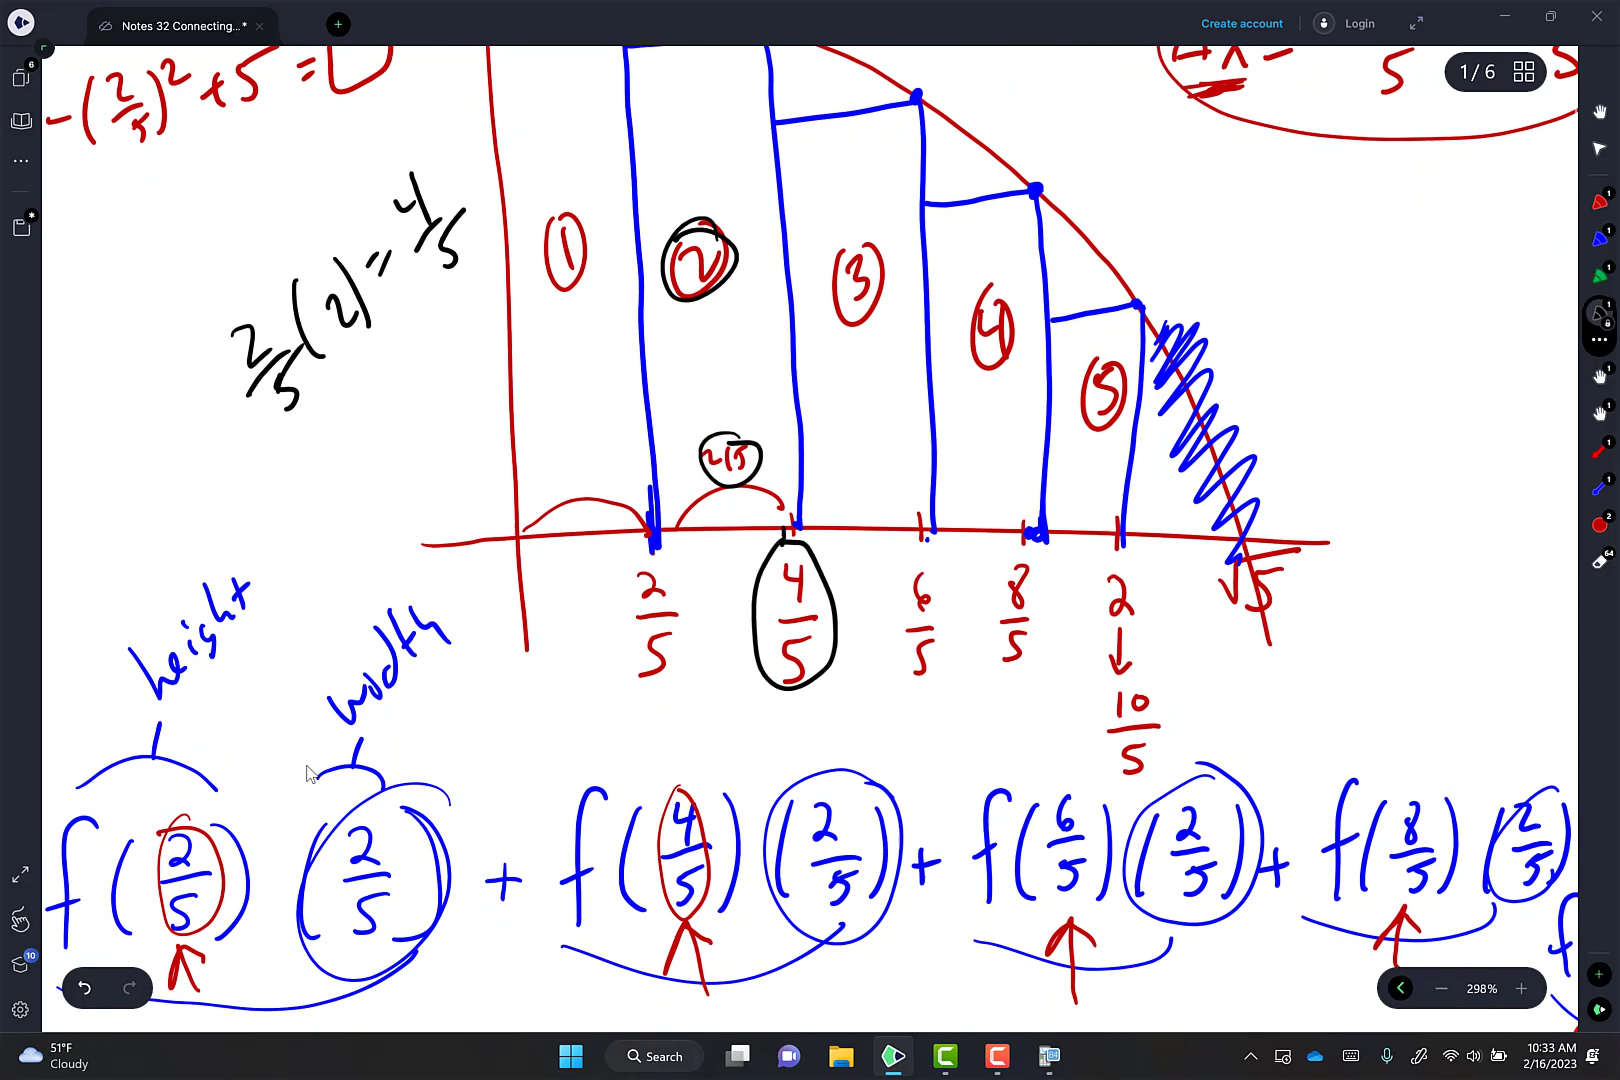 Notes 32 Connecting...*
Create account
Login
1 / 6
-(2/5)² + 5 =
5
2/5 (2) = 4/5
1
2
3
4
5
2/5
2/5
4/5
6/5
8/5
2
√5
10/5
height
width
f(2/5)(2/5) + f(4/5)(2/5) + f(6/5)(2/5) + f(8/5)(2/5)
f
298%
51°F
Cloudy
Search
10:33 AM
2/16/2023